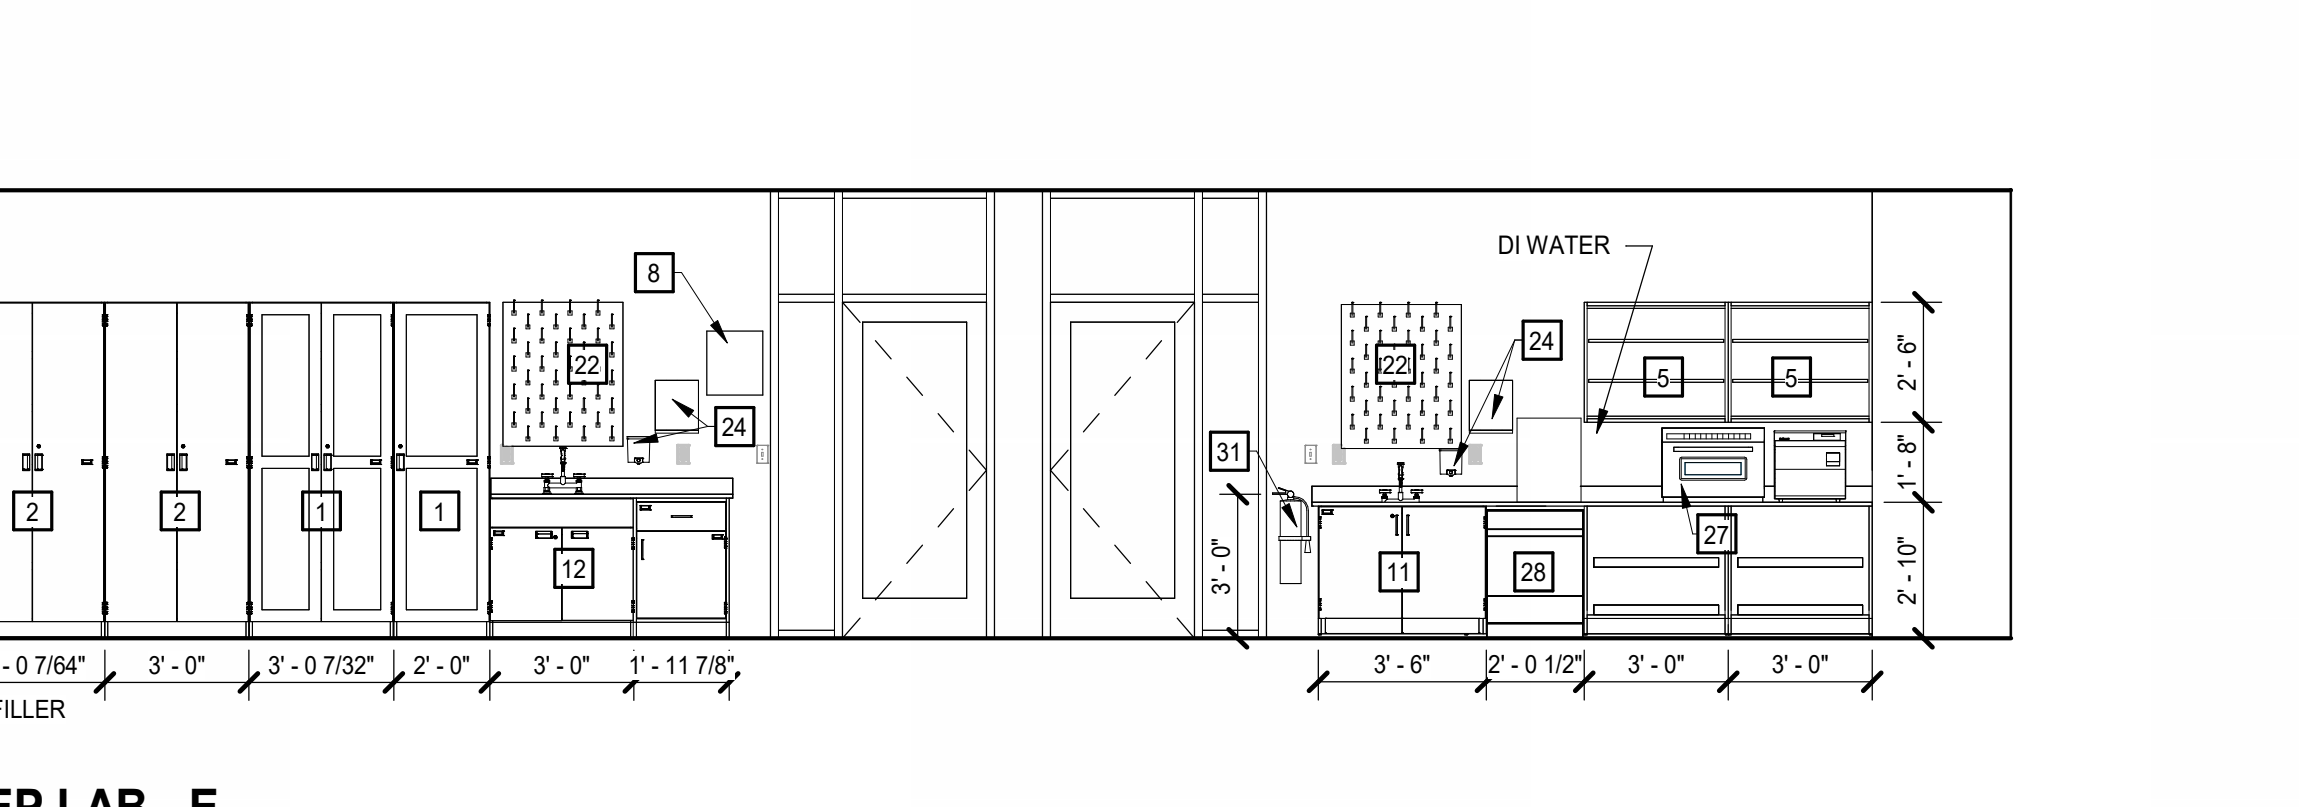 DI WATER
8
24
22
22
5
5
2' - 6"
24
31
1' - 8"
2
2
1
1
27
12
11
28
3' - 0"
2' - 10"
- 0 7/64"
3' - 0"
3' - 0 7/32"
2' - 0"
3' - 0"
1' - 11 7/8"
3' - 6"
2' - 0 1/2"
3' - 0"
3' - 0"
FILLER
ER LAB - E